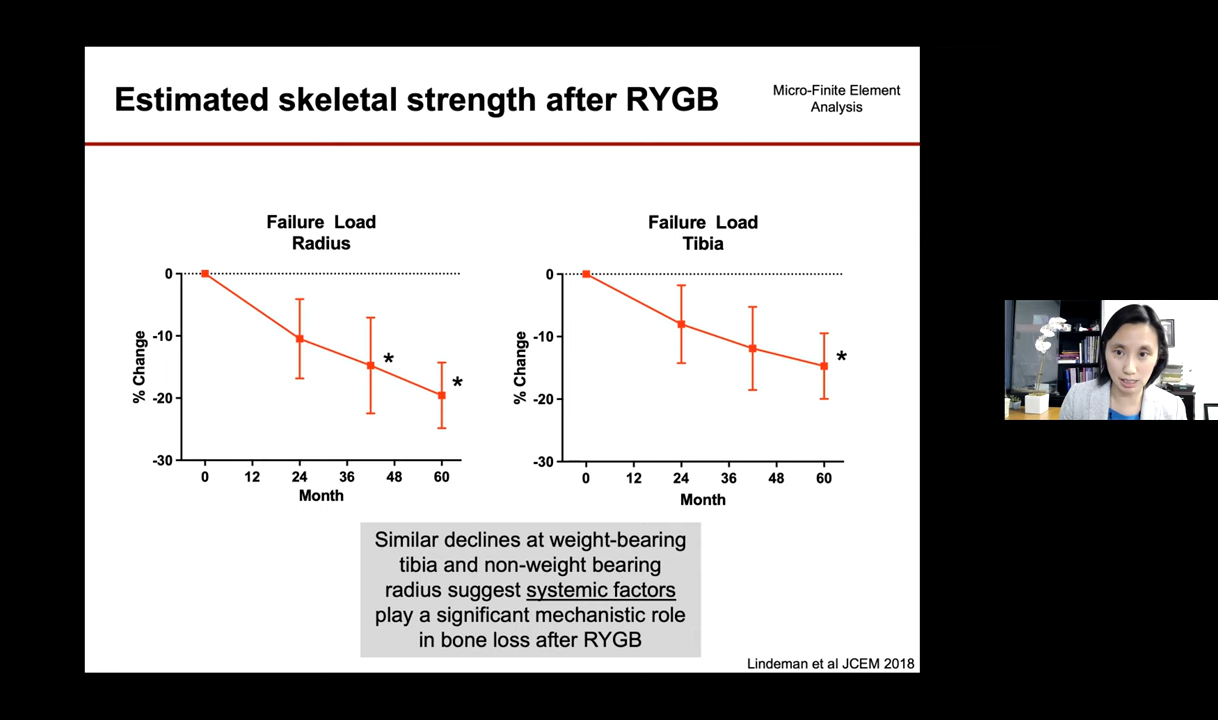 Estimated skeletal strength after RYGB
Micro-Finite Element
Analysis
Failure Load
Radius
0
-10
-20
-30
% Change
*
*
0 12 24 36 48 60
Month
Failure Load
Tibia
0
-10
-20
-30
% Change
*
0 12 24 36 48 60
Month
Similar declines at weight-bearing
tibia and non-weight bearing
radius suggest systemic factors
play a significant mechanistic role
in bone loss after RYGB
Lindeman et al JCEM 2018